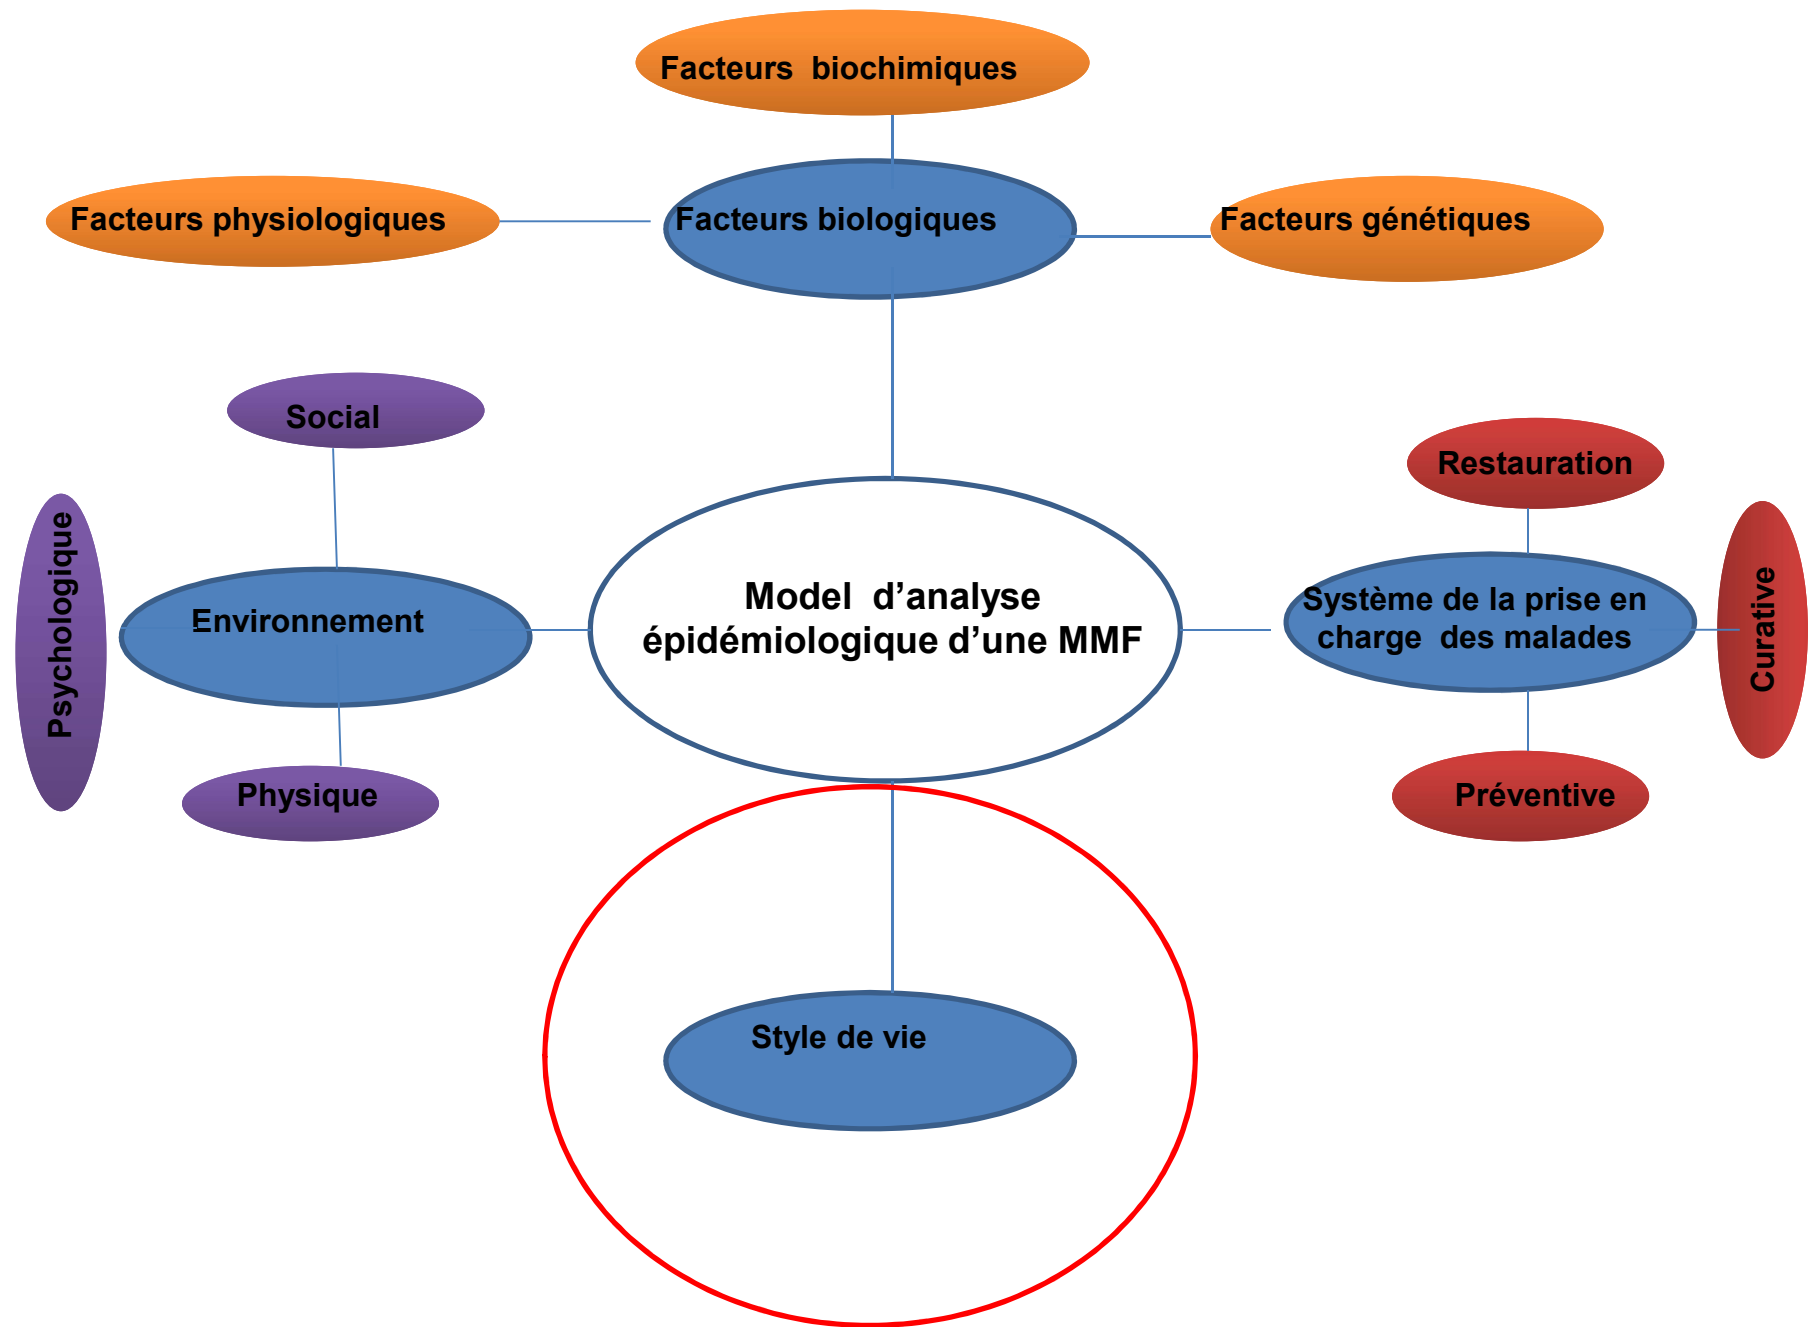 Facteurs biochimiques
Facteurs physiologiques
Facteurs biologiques
Facteurs génétiques
Social
Restauration
Psychologique
Environnement
Model d’analyse
épidémiologique d’une MMF
Système de la prise en
charge des malades
Curative
Physique
Préventive
Style de vie